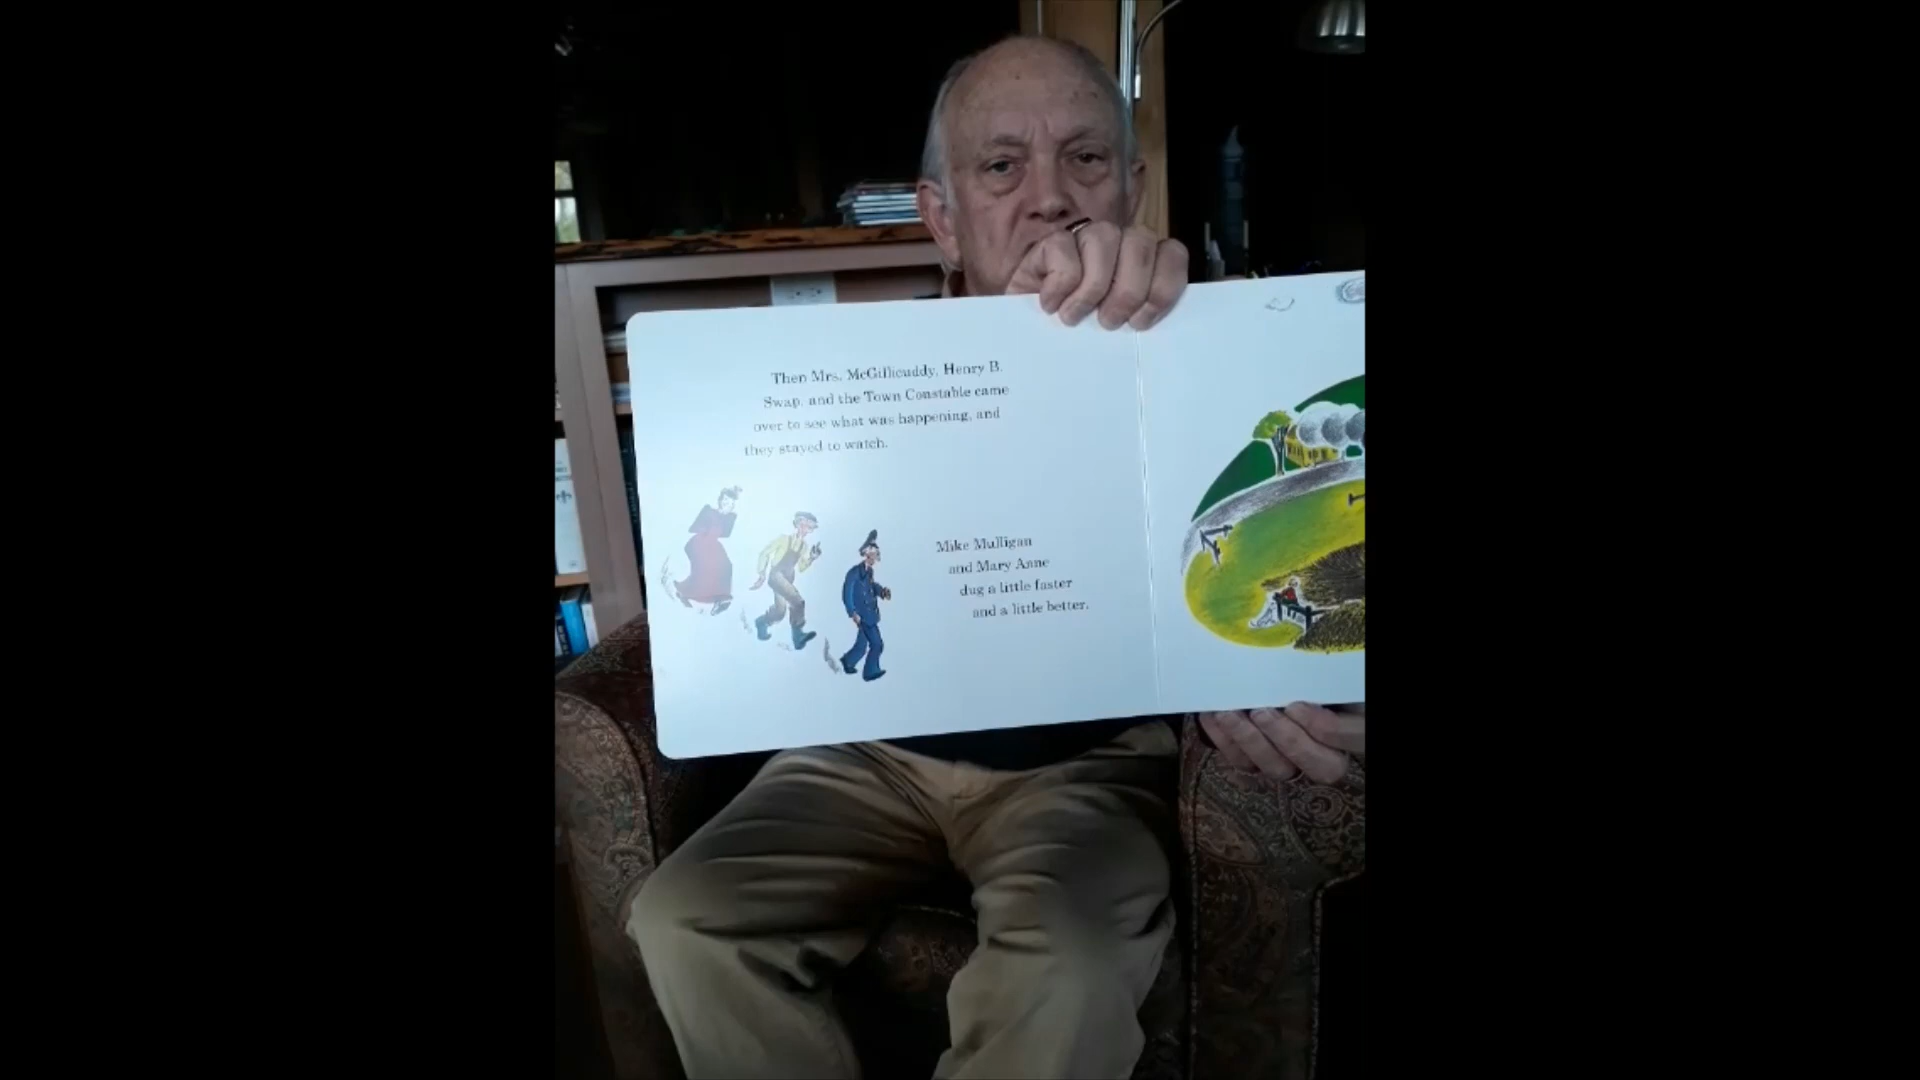 Then Mrs. McGillicuddy, Henry B.
Swap, and the Town Constable came
over to see what was happening, and
they stayed to watch.
Mike Mulligan
and Mary Anne
dug a little faster
and a little better.